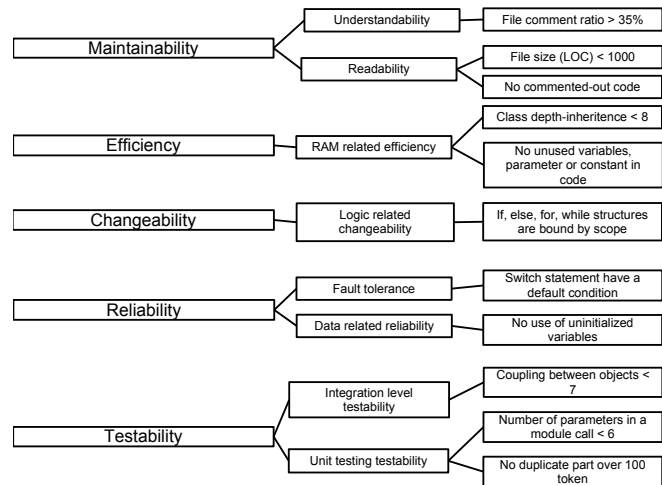 Understandability
File comment ratio > 35%
Maintainability
File size (LOC) < 1000
Readability
No commented-out code
Class depth-inheritence < 8
Efficiency
RAM related efficiency
No unused variables,
parameter or constant in
code
Changeability
Logic related
changeability
If, else, for, while structures
are bound by scope
Fault tolerance
Switch statement have a
default condition
Reliability
Data related reliability
No use of uninitialized
variables
Integration level
testability
Coupling between objects <
7
Testability
Number of parameters in a
module call < 6
Unit testing testability
No duplicate part over 100
token